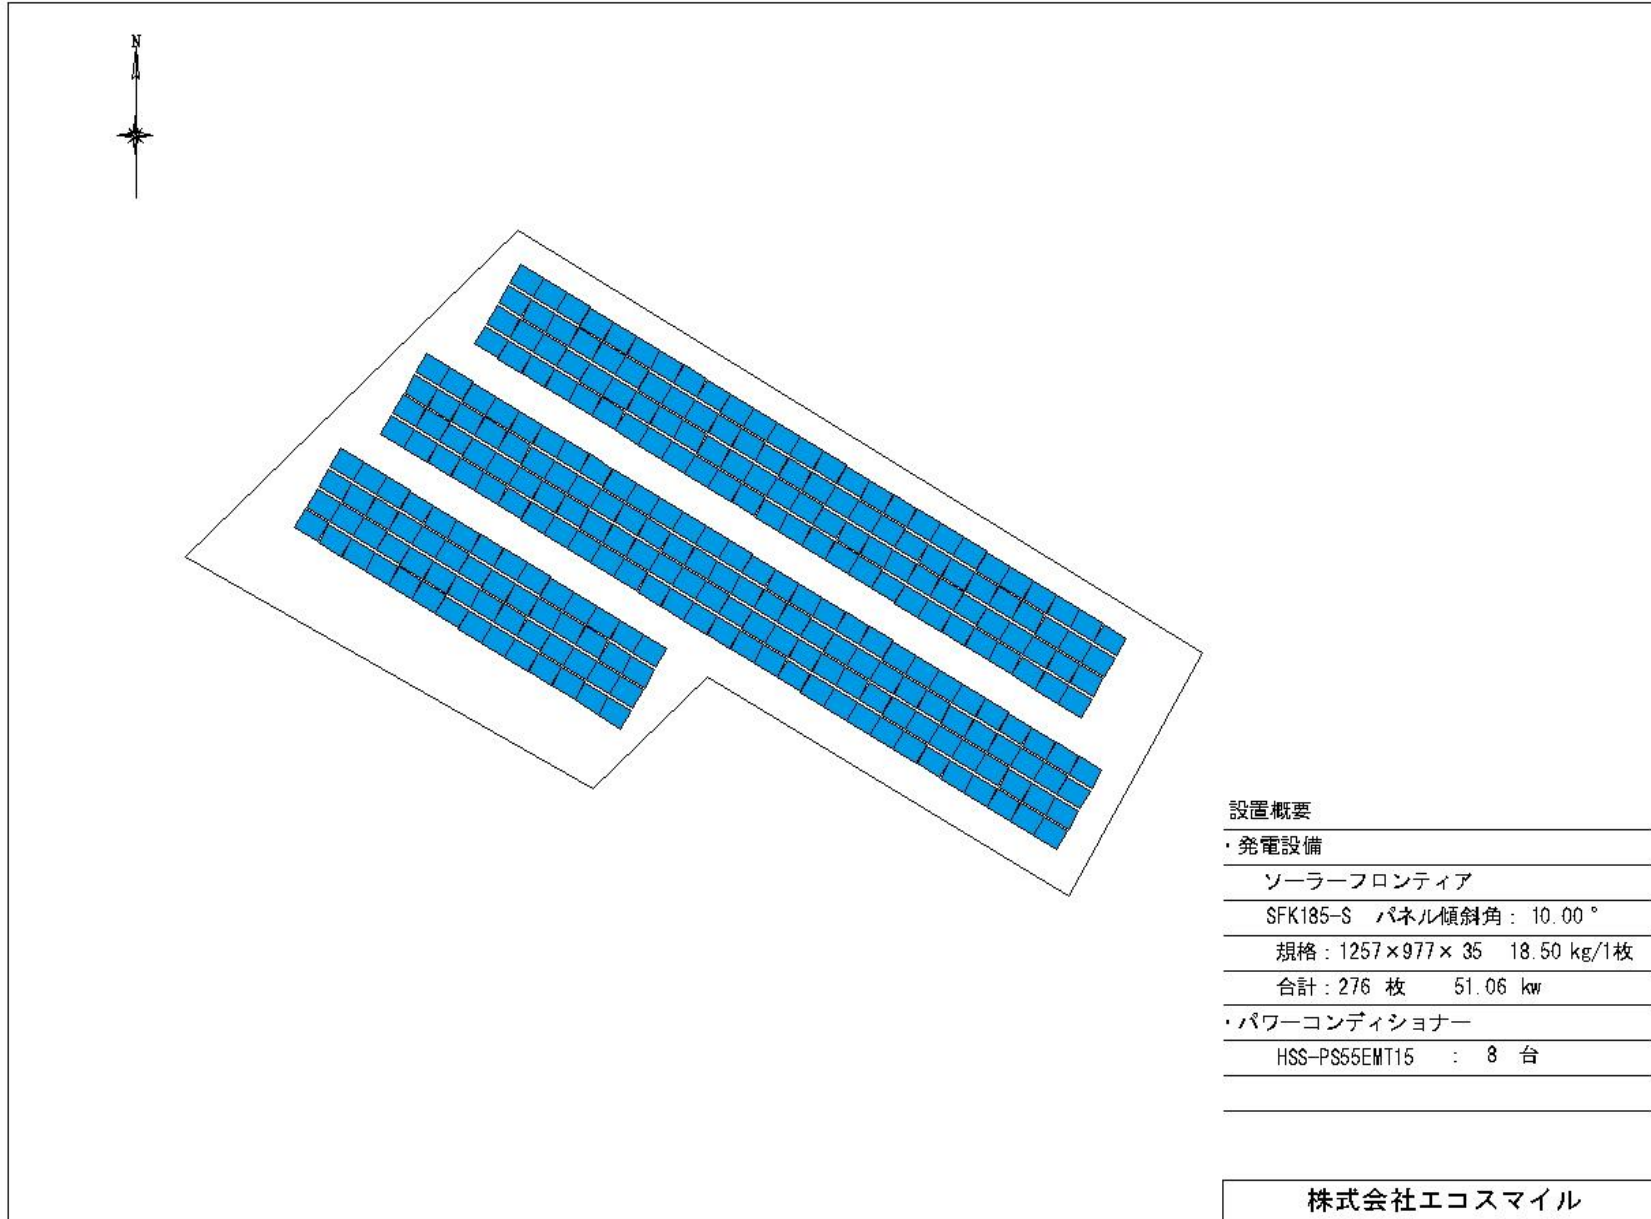 N
設置概要
・発電設備
ソーラーフロンティア
SFK185-S パネル傾斜角：10.00°
規格：1257×977×35 18.50 kg/1枚
合計：276 枚 51.06 kw
・パワーコンディショナー
HSS-PS55EMT15 ： 8 台
株式会社エコスマイル